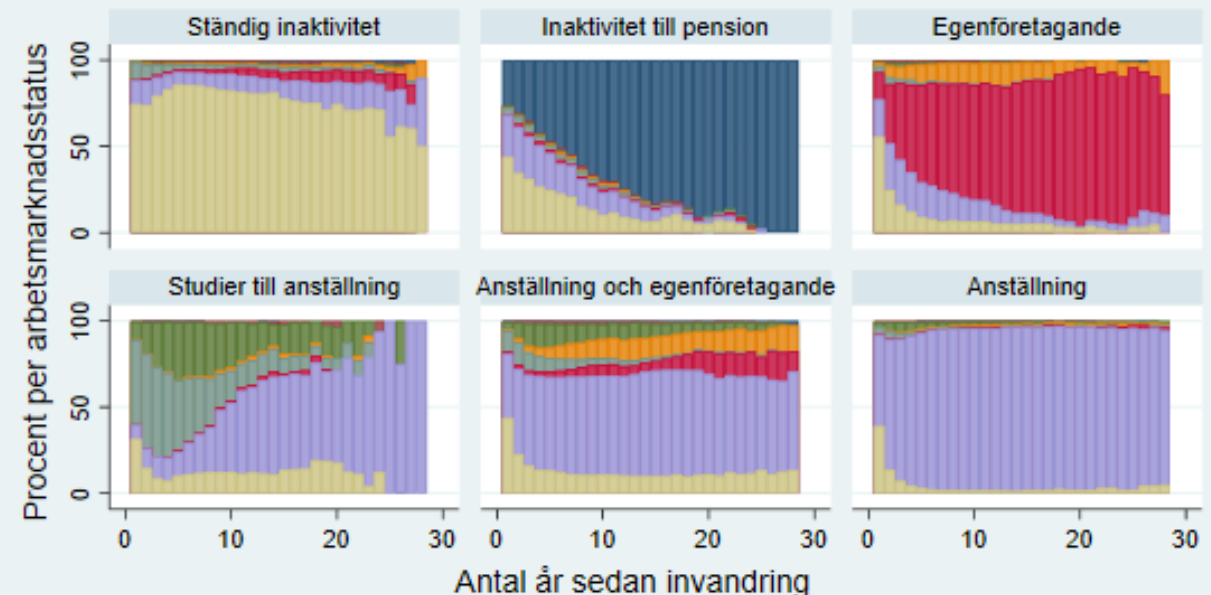 Procent per arbetsmarknadsstatus
Ständig inaktivitet
Inaktivitet till pension
Egenföretagande
100
50
0
Studier till anställning
Anställning och egenföretagande
Anställning
100
50
0
0 10 20 30
0 10 20 30
0 10 20 30
Antal år sedan invandring